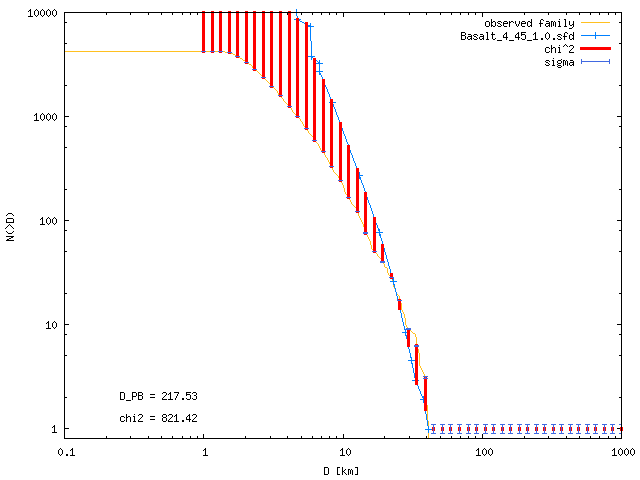 10000
observed family
Basalt_4_45_1.0.sfd
chi^2
sigma
1000
100
N(>D)
10
D_PB = 217.53
chi2 = 821.42
1
0.1 1 10 100 1000
D [km]